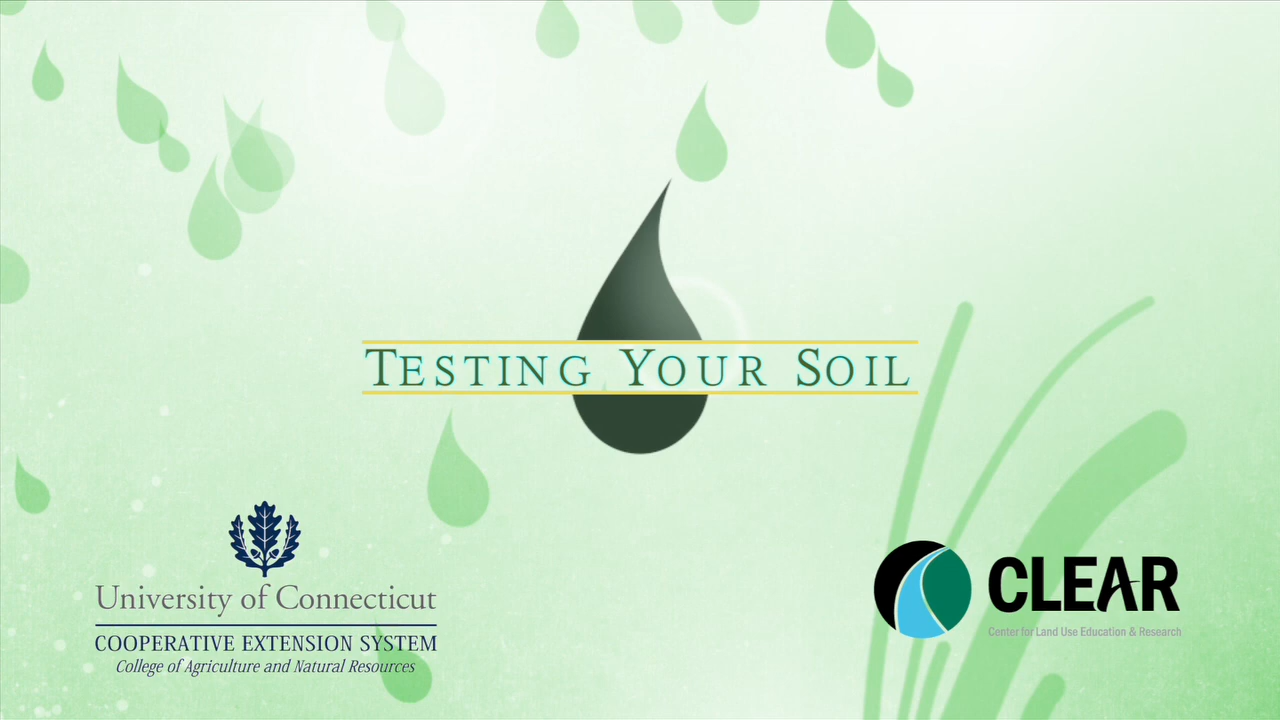 TESTING YOUR SOIL
University of Connecticut
COOPERATIVE EXTENSION SYSTEM
College of Agriculture and Natural Resources
CLEAR
Center for Land Use Education & Research